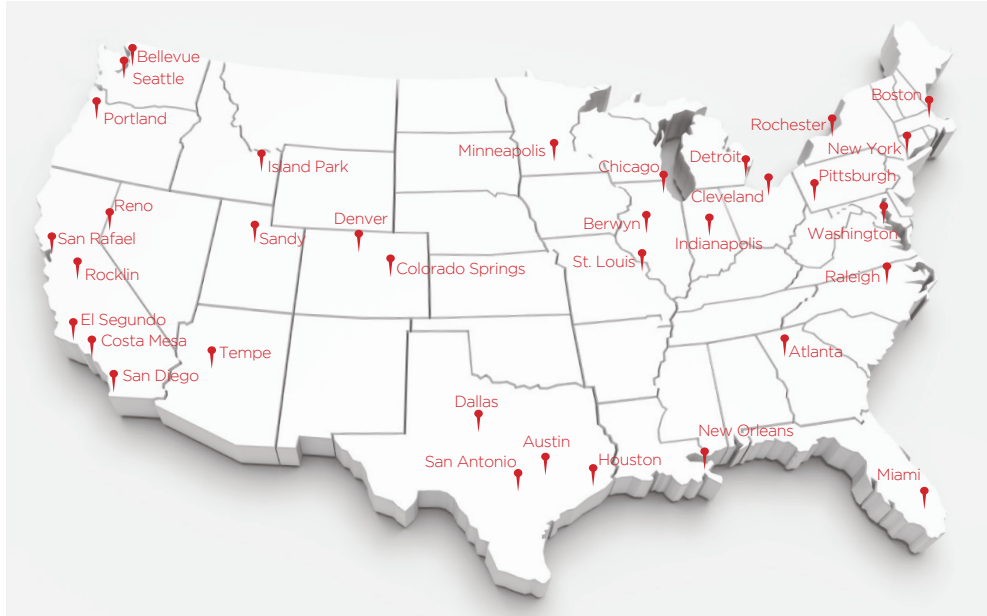 Bellevue
Seattle
Boston
Portland
Rochester
New York
Minneapolis
Detroit
Chicago
Island Park
Pittsburgh
Cleveland
Reno
Denver
Berwyn
Washington
San Rafael
Sandy
Indianapolis
St. Louis
Colorado Springs
Rocklin
Raleigh
El Segundo
Costa Mesa
Tempe
Atlanta
San Diego
Dallas
New Orleans
Austin
San Antonio
Houston
Miami